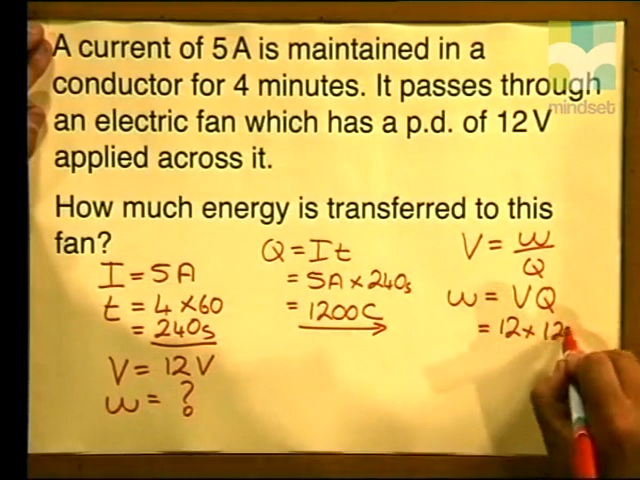 A current of 5A is maintained in a
conductor for 4 minutes. It passes through
an electric fan which has a p.d. of 12V
applied across it.
How much energy is transferred to this
fan?
I = 5A
t = 4 × 60
= 240s
V = 12V
W = ?
Q = It
= 5A × 240s
= 1200C
V = W/Q
W = VQ
= 12 × 12
mindset